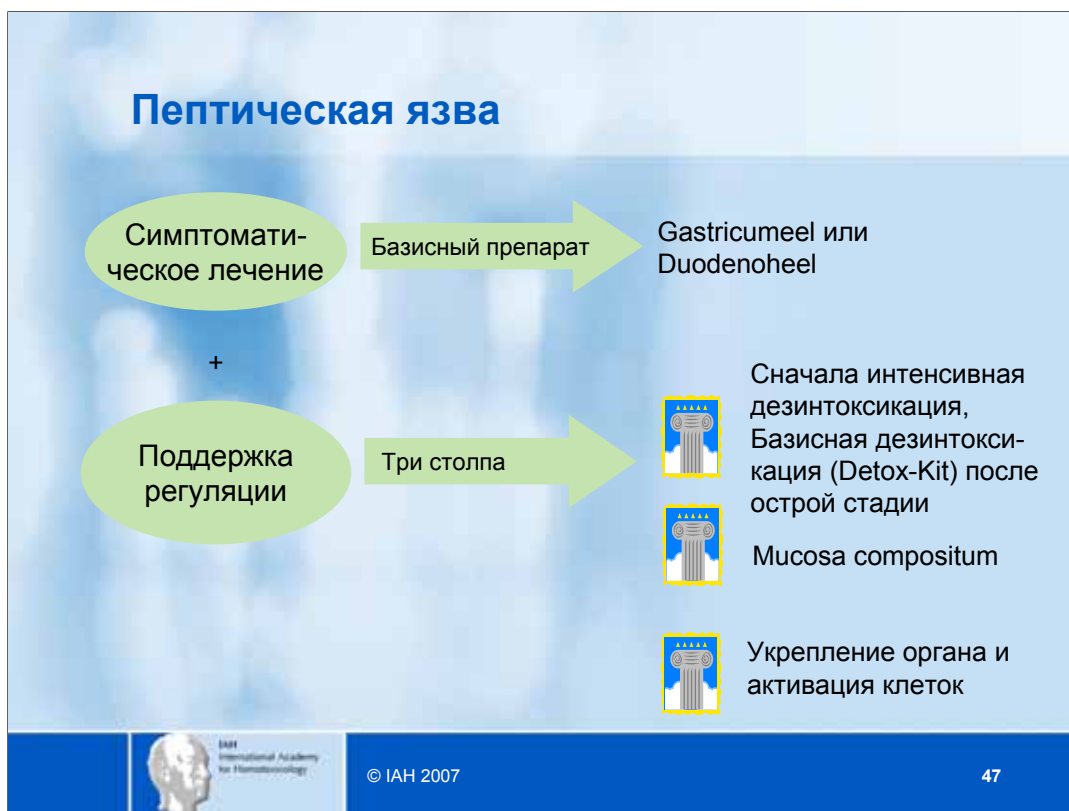 Пептическая язва
Симптомати-
ческое лечение
Базисный препарат
Gastricumeel или
Duodenoheel
+
Поддержка
регуляции
Три столпа
Сначала интенсивная
дезинтоксикация,
Базисная дезинтокси-
кация (Detox-Kit) после
острой стадии
Mucosa compositum
Укрепление органа и
активация клеток
IAH
International Academy
for Homotoxicology
© IAH 2007
47